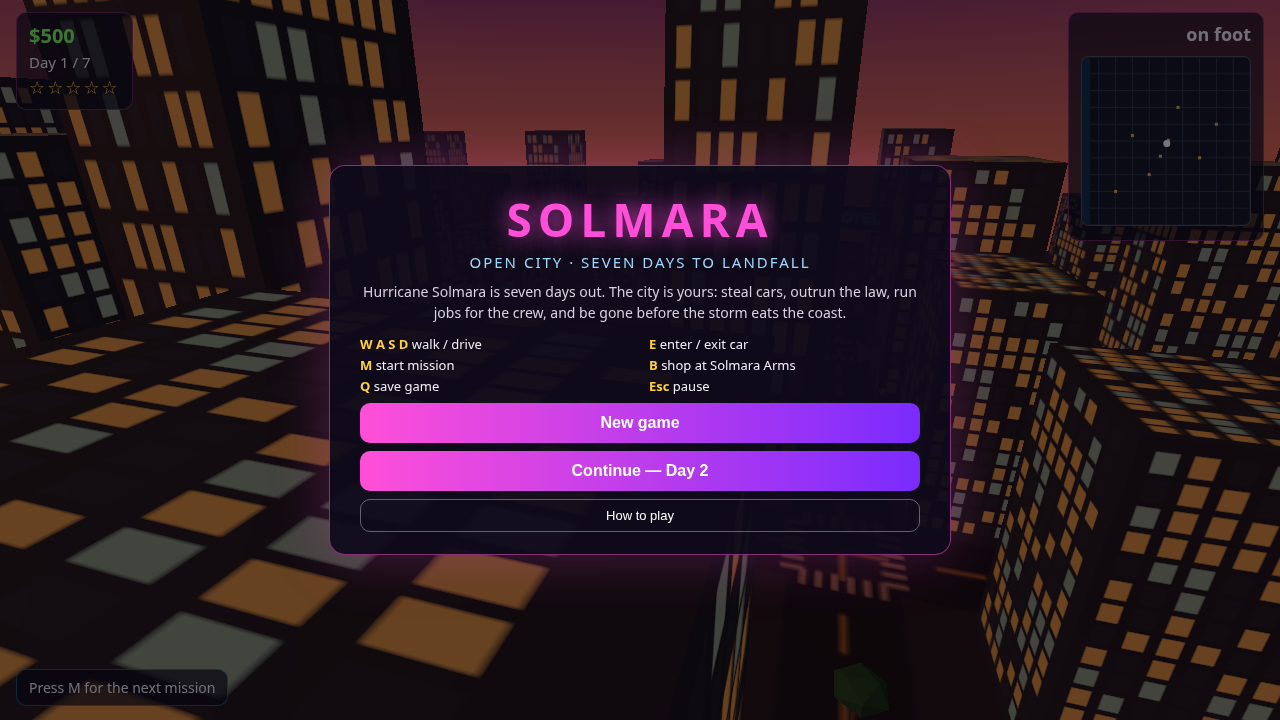 $500
Day 1 / 7
☆☆☆☆☆
on foot
SOLMARA
OPEN CITY · SEVEN DAYS TO LANDFALL
Hurricane Solmara is seven days out. The city is yours: steal cars, outrun the law, run
jobs for the crew, and be gone before the storm eats the coast.
W A S D walk / drive
E enter / exit car
M start mission
B shop at Solmara Arms
Q save game
Esc pause
New game
Continue — Day 2
How to play
Press M for the next mission